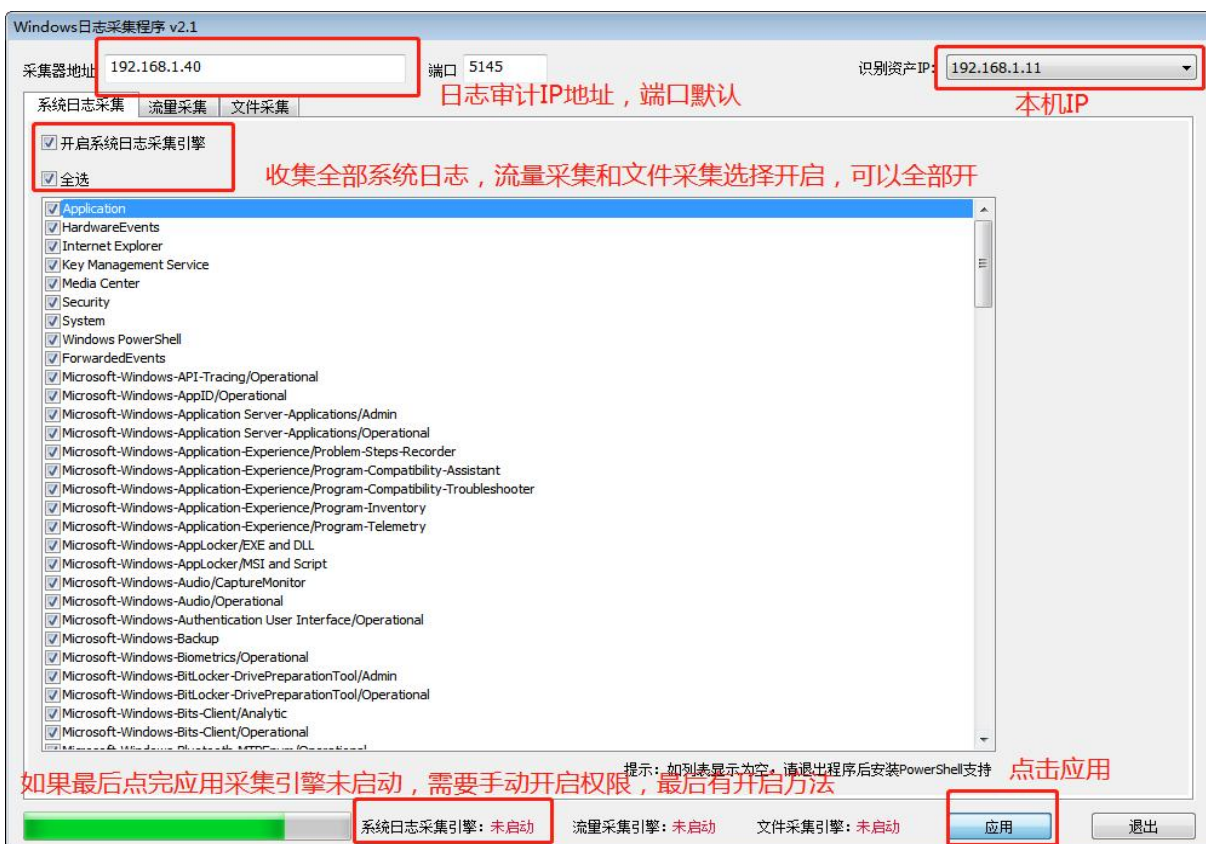 Windows日志采集程序 v2.1
采集器地址 192.168.1.40 端口 5145 识别资产IP: 192.168.1.11
日志审计IP地址，端口默认
本机IP
系统日志采集 流量采集 文件采集
开启系统日志采集引擎
全选
收集全部系统日志，流量采集和文件采集选择开启，可以全部开
Application
HardwareEvents
Internet Explorer
Key Management Service
Media Center
Security
System
Windows PowerShell
ForwardedEvents
Microsoft-Windows-API-Tracing/Operational
Microsoft-Windows-AppID/Operational
Microsoft-Windows-Application Server-Applications/Admin
Microsoft-Windows-Application Server-Applications/Operational
Microsoft-Windows-Application-Experience/Problem-Steps-Recorder
Microsoft-Windows-Application-Experience/Program-Compatibility-Assistant
Microsoft-Windows-Application-Experience/Program-Compatibility-Troubleshooter
Microsoft-Windows-Application-Experience/Program-Inventory
Microsoft-Windows-Application-Experience/Program-Telemetry
Microsoft-Windows-AppLocker/EXE and DLL
Microsoft-Windows-AppLocker/MSI and Script
Microsoft-Windows-Audio/CaptureMonitor
Microsoft-Windows-Audio/Operational
Microsoft-Windows-Authentication User Interface/Operational
Microsoft-Windows-Backup
Microsoft-Windows-Biometrics/Operational
Microsoft-Windows-BitLocker-DrivePreparationTool/Admin
Microsoft-Windows-BitLocker-DrivePreparationTool/Operational
Microsoft-Windows-Bits-Client/Analytic
Microsoft-Windows-Bits-Client/Operational
提示：如列表显示为空，请退出程序后安装PowerShell支持
点击应用
如果最后点完应用采集引擎未启动，需要手动开启权限，最后有开启方法
系统日志采集引擎：未启动 流量采集引擎：未启动 文件采集引擎：未启动 应用 退出